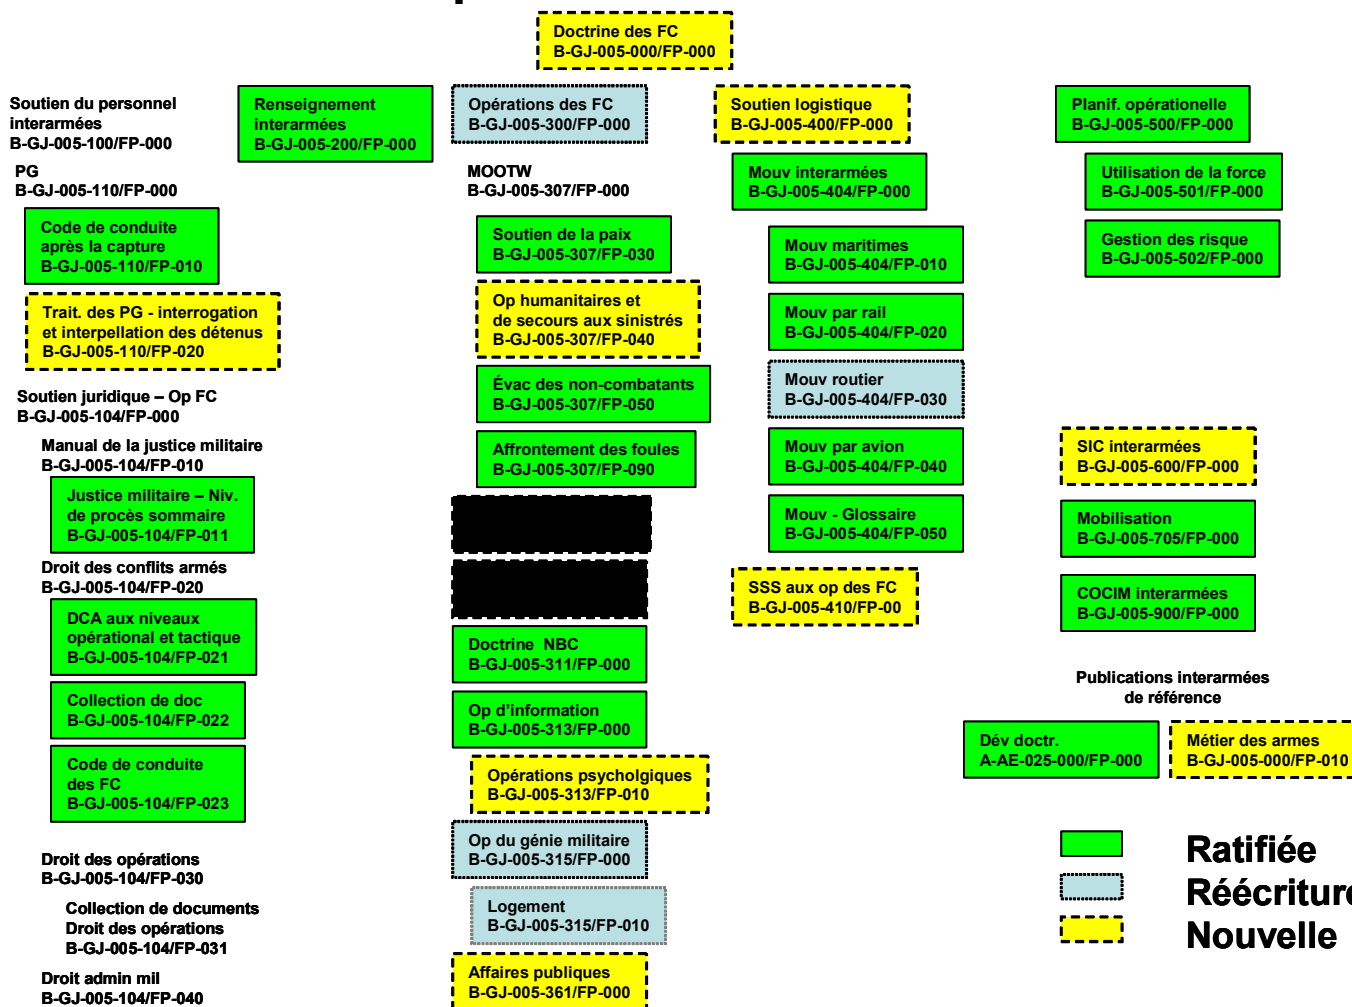 Doctrine des FC
B-GJ-005-000/FP-000
Soutien du personnel
interarmées
B-GJ-005-100/FP-000
PG
B-GJ-005-110/FP-000
Code de conduite
après la capture
B-GJ-005-110/FP-010
Trait. des PG - interrogation
et interpellation des détenus
B-GJ-005-110/FP-020
Soutien juridique – Op FC
B-GJ-005-104/FP-000
Manual de la justice militaire
B-GJ-005-104/FP-010
Justice militaire – Niv.
de procès sommaire
B-GJ-005-104/FP-011
Droit des conflits armés
B-GJ-005-104/FP-020
DCA aux niveaux
opérational et tactique
B-GJ-005-104/FP-021
Collection de doc
B-GJ-005-104/FP-022
Code de conduite
des FC
B-GJ-005-104/FP-023
Droit des opérations
B-GJ-005-104/FP-030
Collection de documents
Droit des opérations
B-GJ-005-104/FP-031
Droit admin mil
B-GJ-005-104/FP-040
Renseignement
interarmées
B-GJ-005-200/FP-000
Opérations des FC
B-GJ-005-300/FP-000
MOOTW
B-GJ-005-307/FP-000
Soutien de la paix
B-GJ-005-307/FP-030
Op humanitaires et
de secours aux sinistrés
B-GJ-005-307/FP-040
Évac des non-combatants
B-GJ-005-307/FP-050
Affrontement des foules
B-GJ-005-307/FP-090
Doctrine NBC
B-GJ-005-311/FP-000
Op d'information
B-GJ-005-313/FP-000
Opérations psycholgiques
B-GJ-005-313/FP-010
Op du génie militaire
B-GJ-005-315/FP-000
Logement
B-GJ-005-315/FP-010
Affaires publiques
B-GJ-005-361/FP-000
Soutien logistique
B-GJ-005-400/FP-000
Mouv interarmées
B-GJ-005-404/FP-000
Mouv maritimes
B-GJ-005-404/FP-010
Mouv par rail
B-GJ-005-404/FP-020
Mouv routier
B-GJ-005-404/FP-030
Mouv par avion
B-GJ-005-404/FP-040
Mouv - Glossaire
B-GJ-005-404/FP-050
SSS aux op des FC
B-GJ-005-410/FP-00
Planif. opérationelle
B-GJ-005-500/FP-000
Utilisation de la force
B-GJ-005-501/FP-000
Gestion des risque
B-GJ-005-502/FP-000
SIC interarmées
B-GJ-005-600/FP-000
Mobilisation
B-GJ-005-705/FP-000
COCIM interarmées
B-GJ-005-900/FP-000
Publications interarmées
de référence
Dév doctr.
A-AE-025-000/FP-000
Métier des armes
B-GJ-005-000/FP-010
Ratifiée
Réécriture
Nouvelle